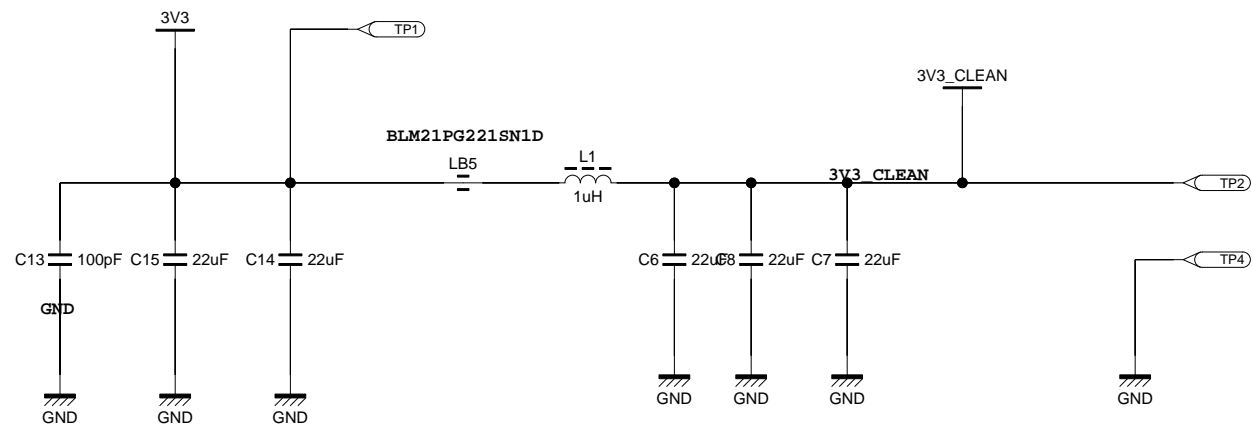 3V3
TP1
3V3_CLEAN
BLM21PG221SN1D
LB5
L1
1uH
3V3_CLEAN
TP2
C13 100pF C15 22uF C14 22uF C6 22uF C8 22uF C7 22uF
TP4
GND
GND GND GND GND GND GND GND